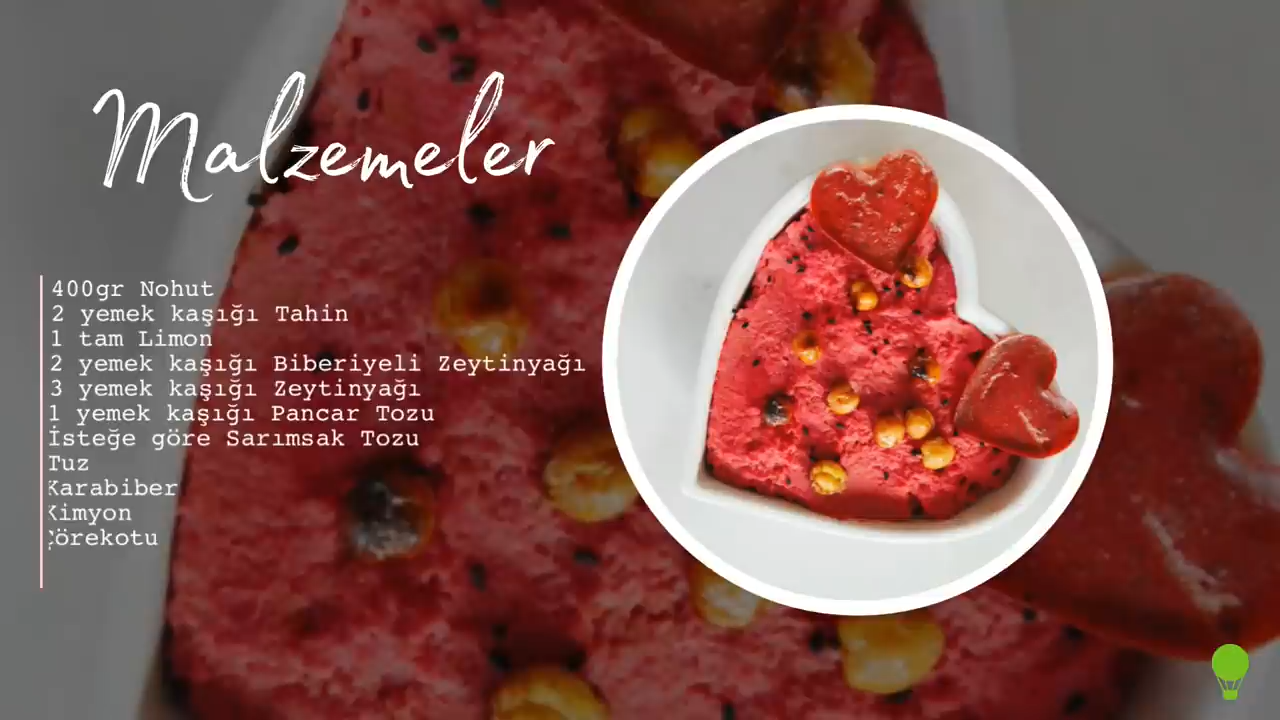 Malzemeler
400gr Nohut
2 yemek kaşığı Tahin
1 tam Limon
2 yemek kaşığı Biberiyeli Zeytinyağı
3 yemek kaşığı Zeytinyağı
1 yemek kaşığı Pancar Tozu
İsteğe göre Sarımsak Tozu
Tuz
Karabiber
Kimyon
Çörekotu